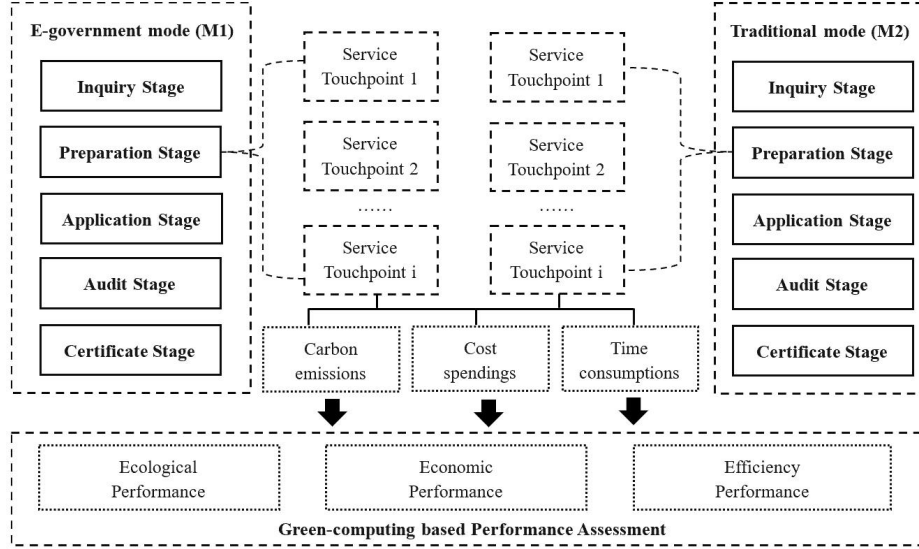 E-government mode (M1)
Inquiry Stage
Preparation Stage
Application Stage
Audit Stage
Certificate Stage
Service
Touchpoint 1
Service
Touchpoint 2
......
Service
Touchpoint i
Service
Touchpoint 1
Service
Touchpoint 2
......
Service
Touchpoint i
Traditional mode (M2)
Inquiry Stage
Preparation Stage
Application Stage
Audit Stage
Certificate Stage
Carbon
emissions
Cost
spendings
Time
consumptions
Ecological
Performance
Economic
Performance
Efficiency
Performance
Green-computing based Performance Assessment